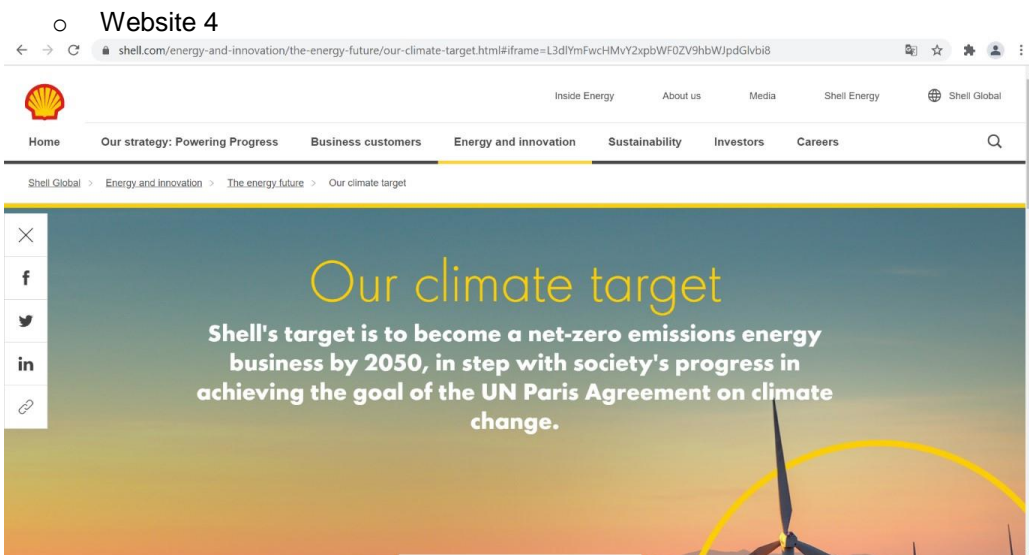 o Website 4
shell.com/energy-and-innovation/the-energy-future/our-climate-target.html#iframe=L3dlYmFwcHMvY2xpbWF0ZV9hbWJpdGlvbi8
Inside Energy About us Media Shell Energy Shell Global
Home Our strategy: Powering Progress Business customers Energy and innovation Sustainability Investors Careers
Shell Global > Energy and innovation > The energy future > Our climate target
Our climate target
Shell's target is to become a net-zero emissions energy
business by 2050, in step with society's progress in
achieving the goal of the UN Paris Agreement on climate
change.